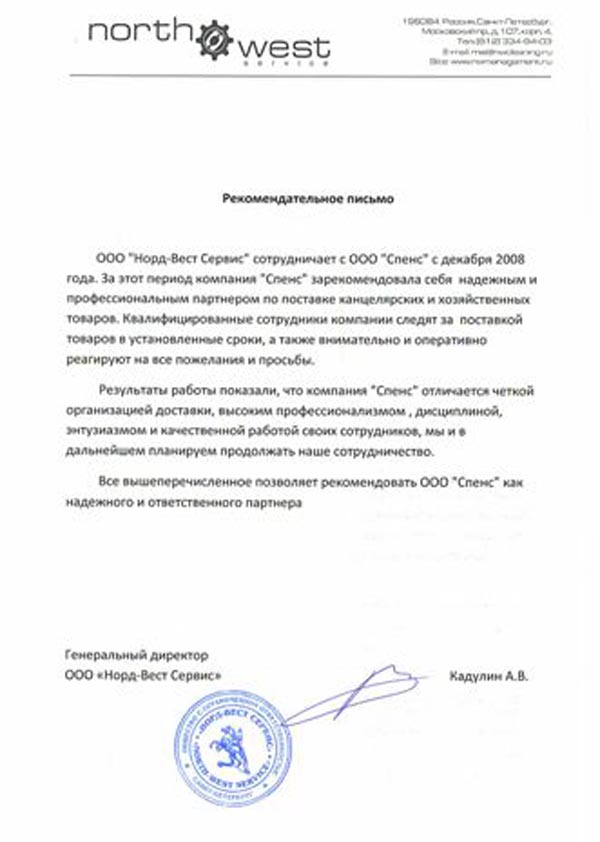 north west
service
196084, Россия, Санкт-Петербург,
Московский пр, д. 107, корп. 4,
Тел: (812) 334-94-03
E-mail: mail@nwcleaning.ru
Site: www.nwmanagement.ru
Рекомендательное письмо
ООО "Норд-Вест Сервис" сотрудничает с ООО "Спенс" с декабря 2008
года. За этот период компания "Спенс" зарекомендовала себя надежным и
профессиональным партнером по поставке канцелярских и хозяйственных
товаров. Квалифицированные сотрудники компании следят за поставкой
товаров в установленные сроки, а также внимательно и оперативно
реагируют на все пожелания и просьбы.
Результаты работы показали, что компания "Спенс" отличается четкой
организацией доставки, высоким профессионализмом , дисциплиной,
энтузиазмом и качественной работой своих сотрудников, мы и в
дальнейшем планируем продолжать наше сотрудничество.
Все вышеперечисленное позволяет рекомендовать ООО "Спенс" как
надежного и ответственного партнера
Генеральный директор
ООО «Норд-Вест Сервис»
Кадулин А.В.
ОБЩЕСТВО С ОГРАНИЧЕННОЙ ОТВЕТСТВЕННОСТЬЮ
«НОРД-ВЕСТ СЕРВИС»
"NORTH WEST SERVICE"
САНКТ-ПЕТЕРБУРГ